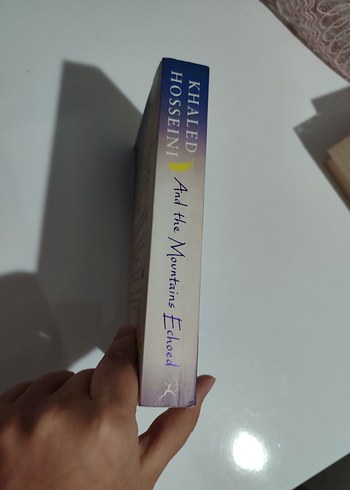 KHALED
HOSSEINI
And the Mountains Echoed